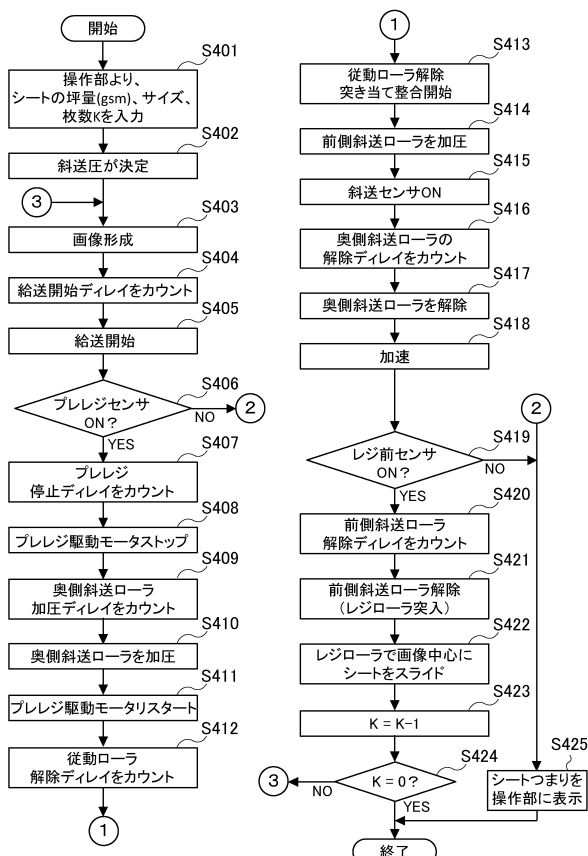 開始
S401
操作部より、
シートの坪量(gsm)、サイズ、
枚数Kを入力
S402
斜送圧が決定
3
S403
画像形成
S404
給送開始ディレイをカウント
S405
給送開始
S406
プレレジセンサ
ON？
NO
2
YES
S407
プレレジ
停止ディレイをカウント
S408
プレレジ駆動モータストップ
S409
奥側斜送ローラ
加圧ディレイをカウント
S410
奥側斜送ローラを加圧
S411
プレレジ駆動モータリスタート
S412
従動ローラ
解除ディレイをカウント
1
1
S413
従動ローラ解除
突き当て整合開始
S414
前側斜送ローラを加圧
S415
斜送センサON
S416
奥側斜送ローラの
解除ディレイをカウント
S417
奥側斜送ローラを解除
S418
加速
2
S419
レジ前センサ
ON？
NO
YES
S420
前側斜送ローラ
解除ディレイをカウント
S421
前側斜送ローラ解除
(レジローラ突入)
S422
レジローラで画像中心に
シートをスライド
S423
K = K-1
S424
K = 0？
3
NO
YES
S425
シートつまりを
操作部に表示
終了